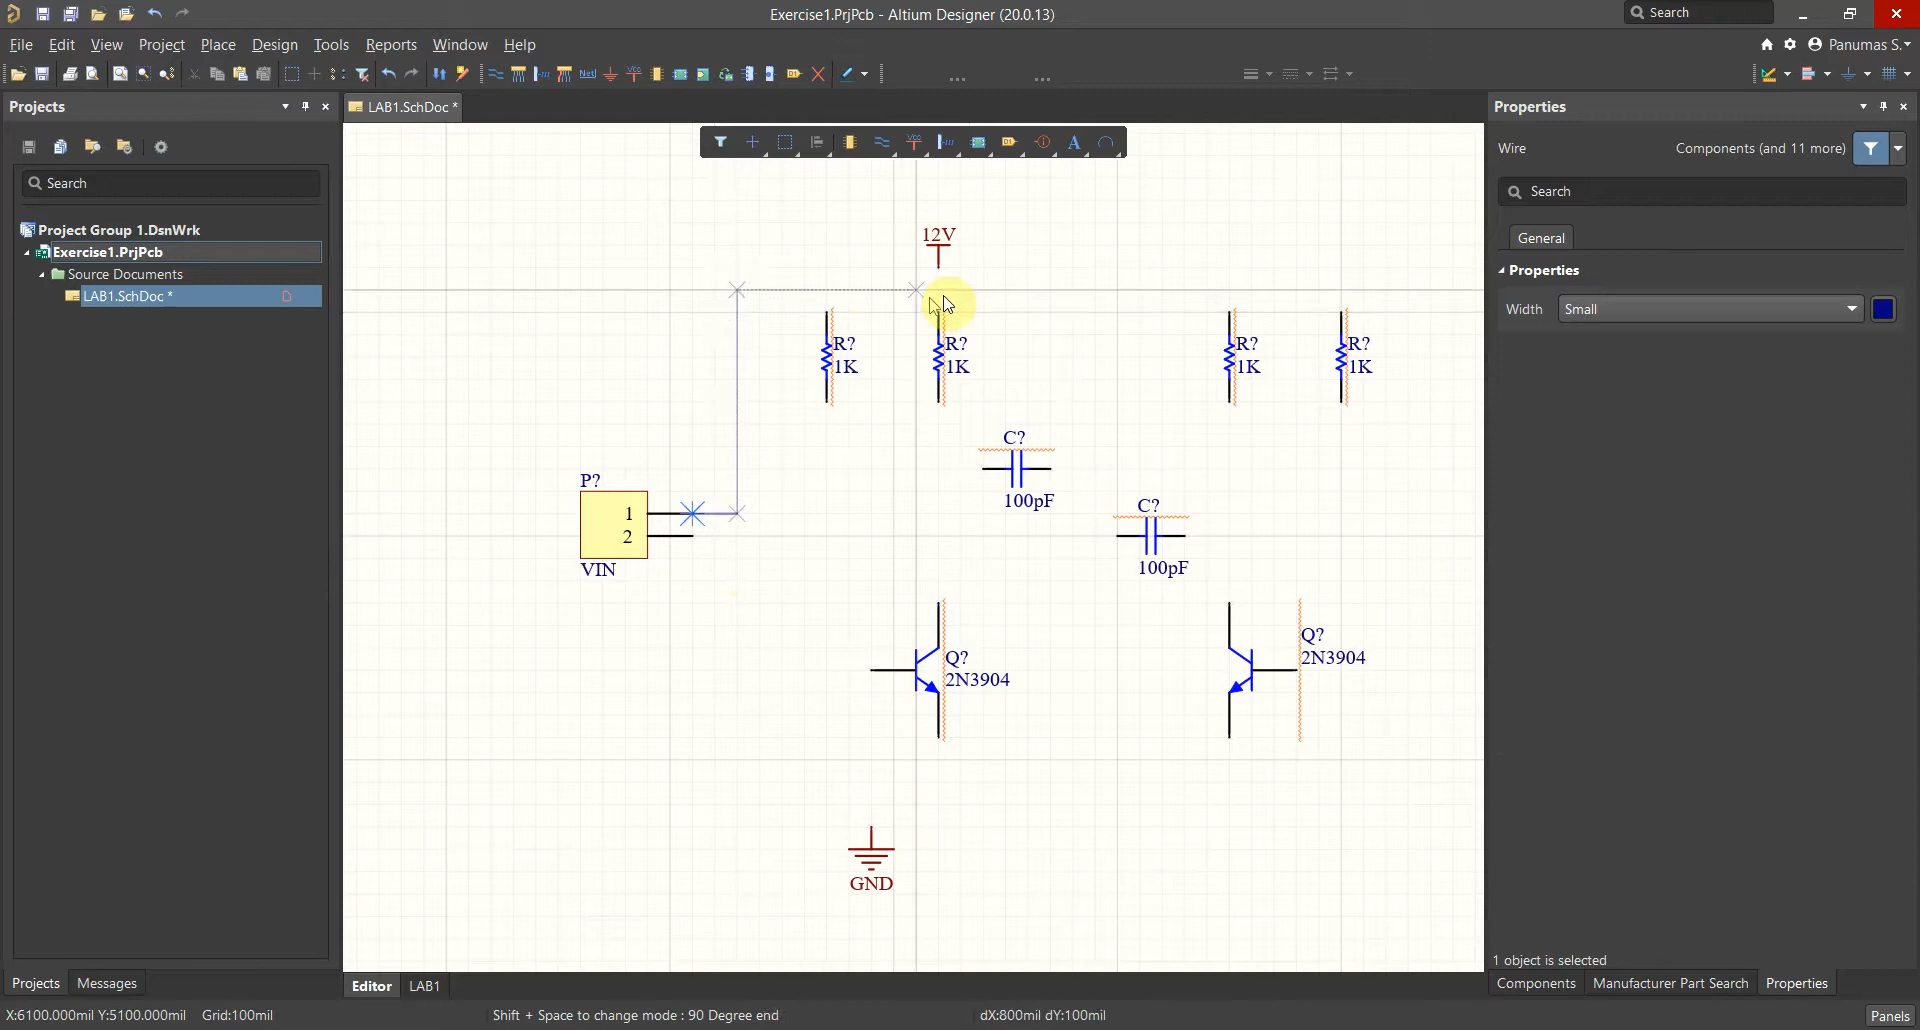 Exercise1.PrjPcb - Altium Designer (20.0.13)
Search
File Edit View Project Place Design Tools Reports Window Help
Panumas S.
Projects
LAB1.SchDoc *
Properties
Wire
Components (and 11 more)
Search
Search
Project Group 1.DsnWrk
Exercise1.PrjPcb
Source Documents
LAB1.SchDoc *
General
Properties
Width Small
12V
R?
1K
R?
1K
R?
1K
R?
1K
C?
100pF
P?
1
2
VIN
C?
100pF
Q?
2N3904
Q?
2N3904
GND
1 object is selected
Projects Messages
Editor LAB1
Components Manufacturer Part Search Properties
X:6100.000mil Y:5100.000mil Grid:100mil
Shift + Space to change mode : 90 Degree end
dX:800mil dY:100mil
Panels